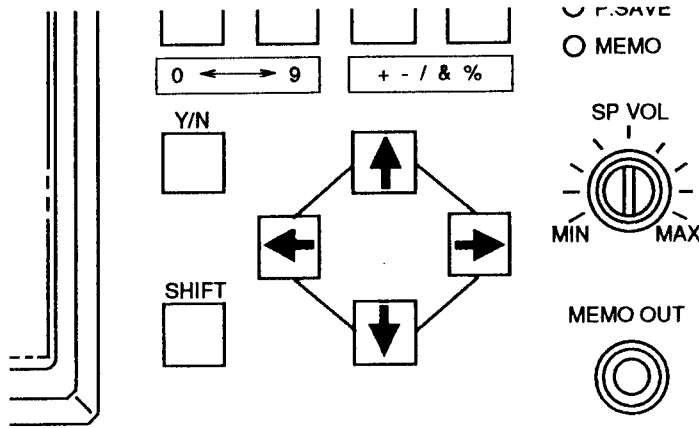 P.SAVE
MEMO
0 ⟷ 9
+ - / & %
Y/N
SP VOL
MIN
MAX
SHIFT
MEMO OUT